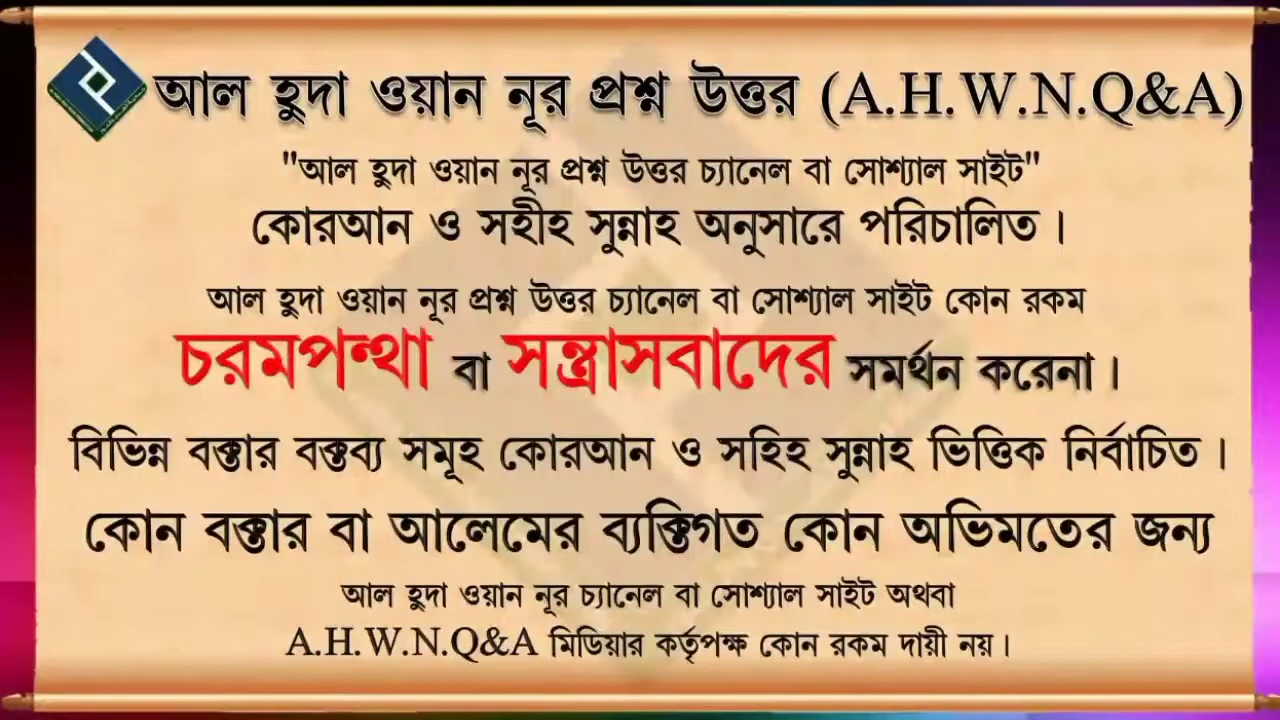 আল হুদা ওয়ান নূর প্রশ্ন উত্তর (A.H.W.N.Q&A)
"আল হুদা ওয়ান নূর প্রশ্ন উত্তর চ্যানেল বা সোশ্যাল সাইট"
কোরআন ও সহীহ সুন্নাহ অনুসারে পরিচালিত।
আল হুদা ওয়ান নূর প্রশ্ন উত্তর চ্যানেল বা সোশ্যাল সাইট কোন রকম
চরমপন্থা বা সন্ত্রাসবাদের সমর্থন করেনা।
বিভিন্ন বক্তার বক্তব্য সমূহ কোরআন ও সহিহ সুন্নাহ ভিত্তিক নির্বাচিত।
কোন বক্তার বা আলেমের ব্যক্তিগত কোন অভিমতের জন্য
আল হুদা ওয়ান নূর চ্যানেল বা সোশ্যাল সাইট অথবা
A.H.W.N.Q&A মিডিয়ার কর্তৃপক্ষ কোন রকম দায়ী নয়।